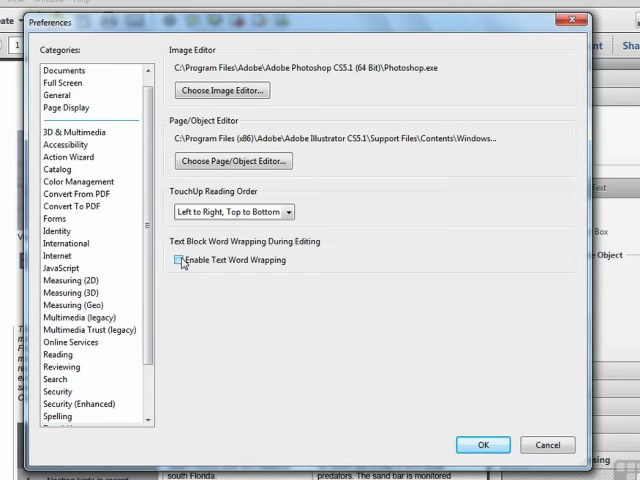 Preferences
Categories:
Documents
Full Screen
General
Page Display
3D & Multimedia
Accessibility
Action Wizard
Catalog
Color Management
Convert From PDF
Convert To PDF
Forms
Identity
International
Internet
JavaScript
Measuring (2D)
Measuring (3D)
Measuring (Geo)
Multimedia (legacy)
Multimedia Trust (legacy)
Online Services
Reading
Reviewing
Search
Security
Security (Enhanced)
Spelling
Image Editor
C:\Program Files\Adobe\Adobe Photoshop CS5.1 (64 Bit)\Photoshop.exe
Choose Image Editor...
Page/Object Editor
C:\Program Files (x86)\Adobe\Adobe Illustrator CS5.1\Support Files\Contents\Windows...
Choose Page/Object Editor...
TouchUp Reading Order
Left to Right, Top to Bottom
Text Block Word Wrapping During Editing
Enable Text Word Wrapping
OK
Cancel
1
Text
Box
Object
south Florida.
predators. The sand bar is monitored